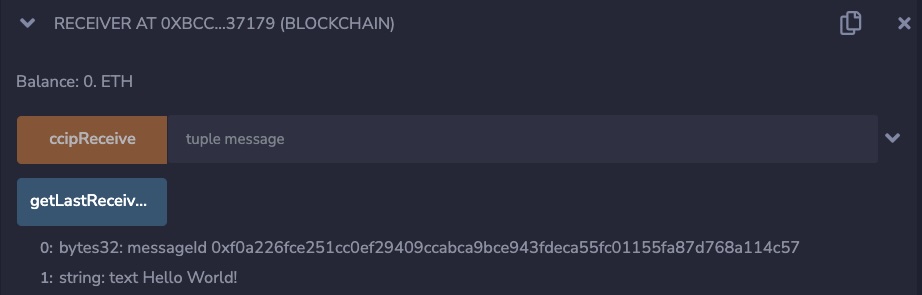 RECEIVER AT 0XBCC...37179 (BLOCKCHAIN)
Balance: 0. ETH
ccipReceive tuple message
getLastReceiv...
0: bytes32: messageId 0xf0a226fce251cc0ef29409ccabca9bce943fdeca55fc01155fa87d768a114c57
1: string: text Hello World!